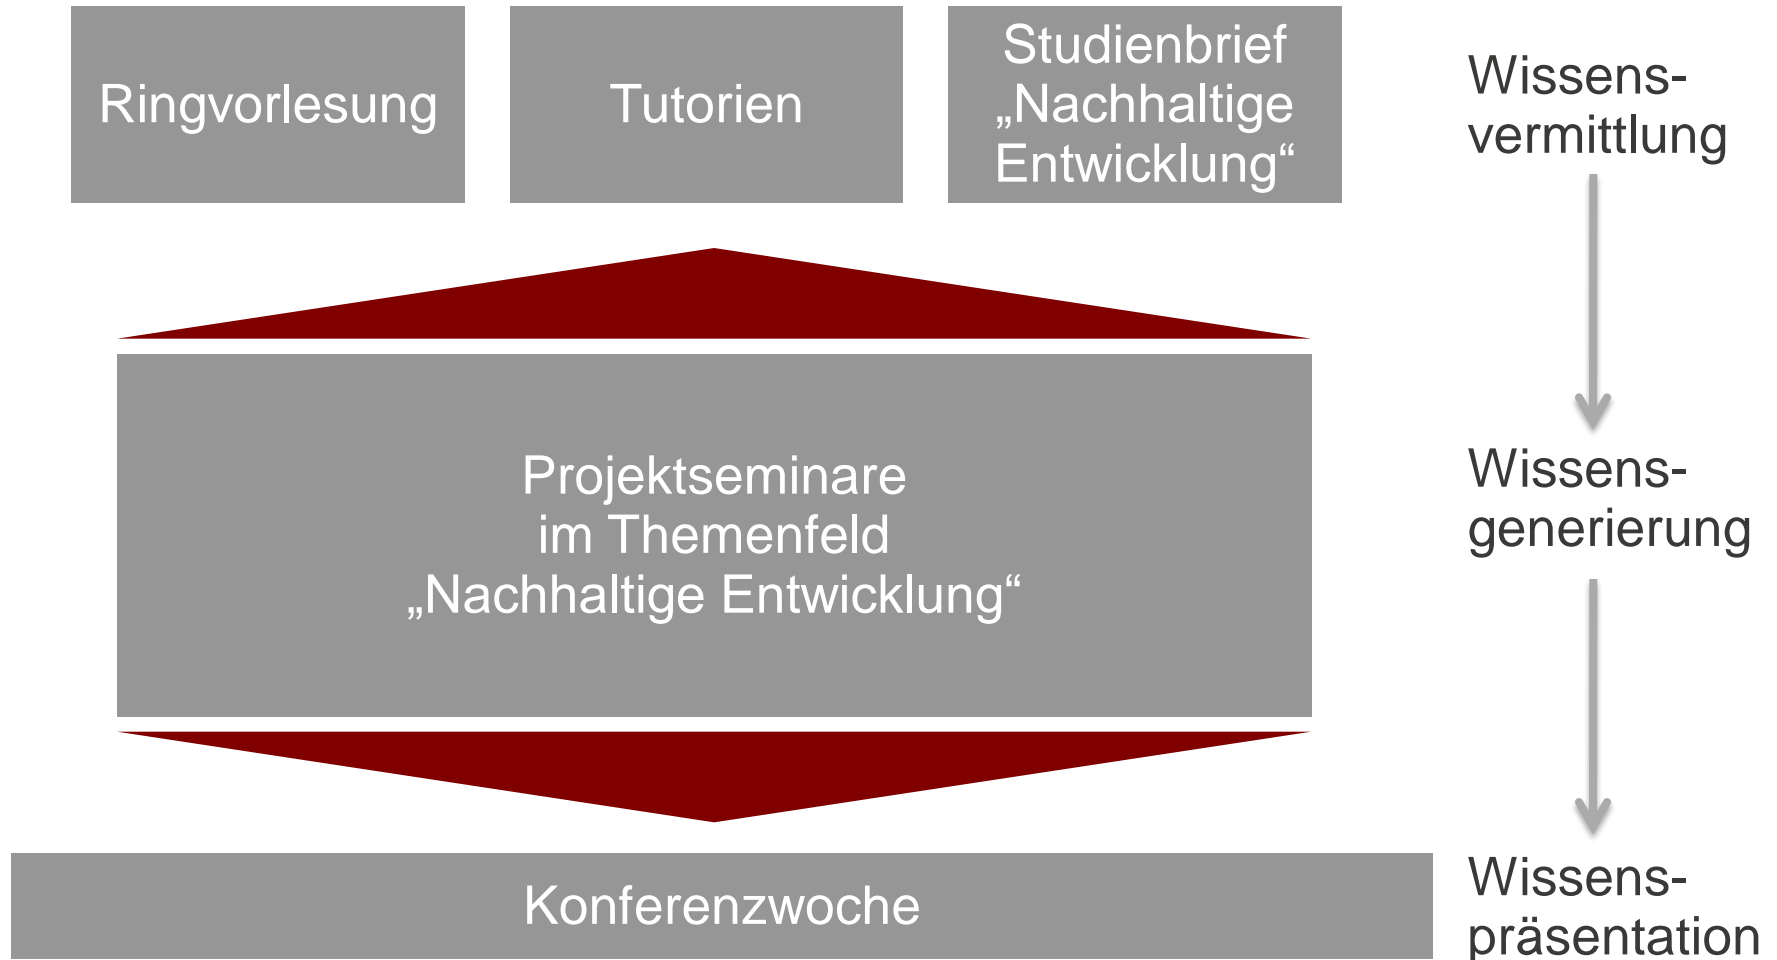 Ringvorlesung
Tutorien
Studienbrief
„Nachhaltige
Entwicklung“
Wissens-
vermittlung
Projektseminare
im Themenfeld
„Nachhaltige Entwicklung“
Wissens-
generierung
Konferenzwoche
Wissens-
präsentation